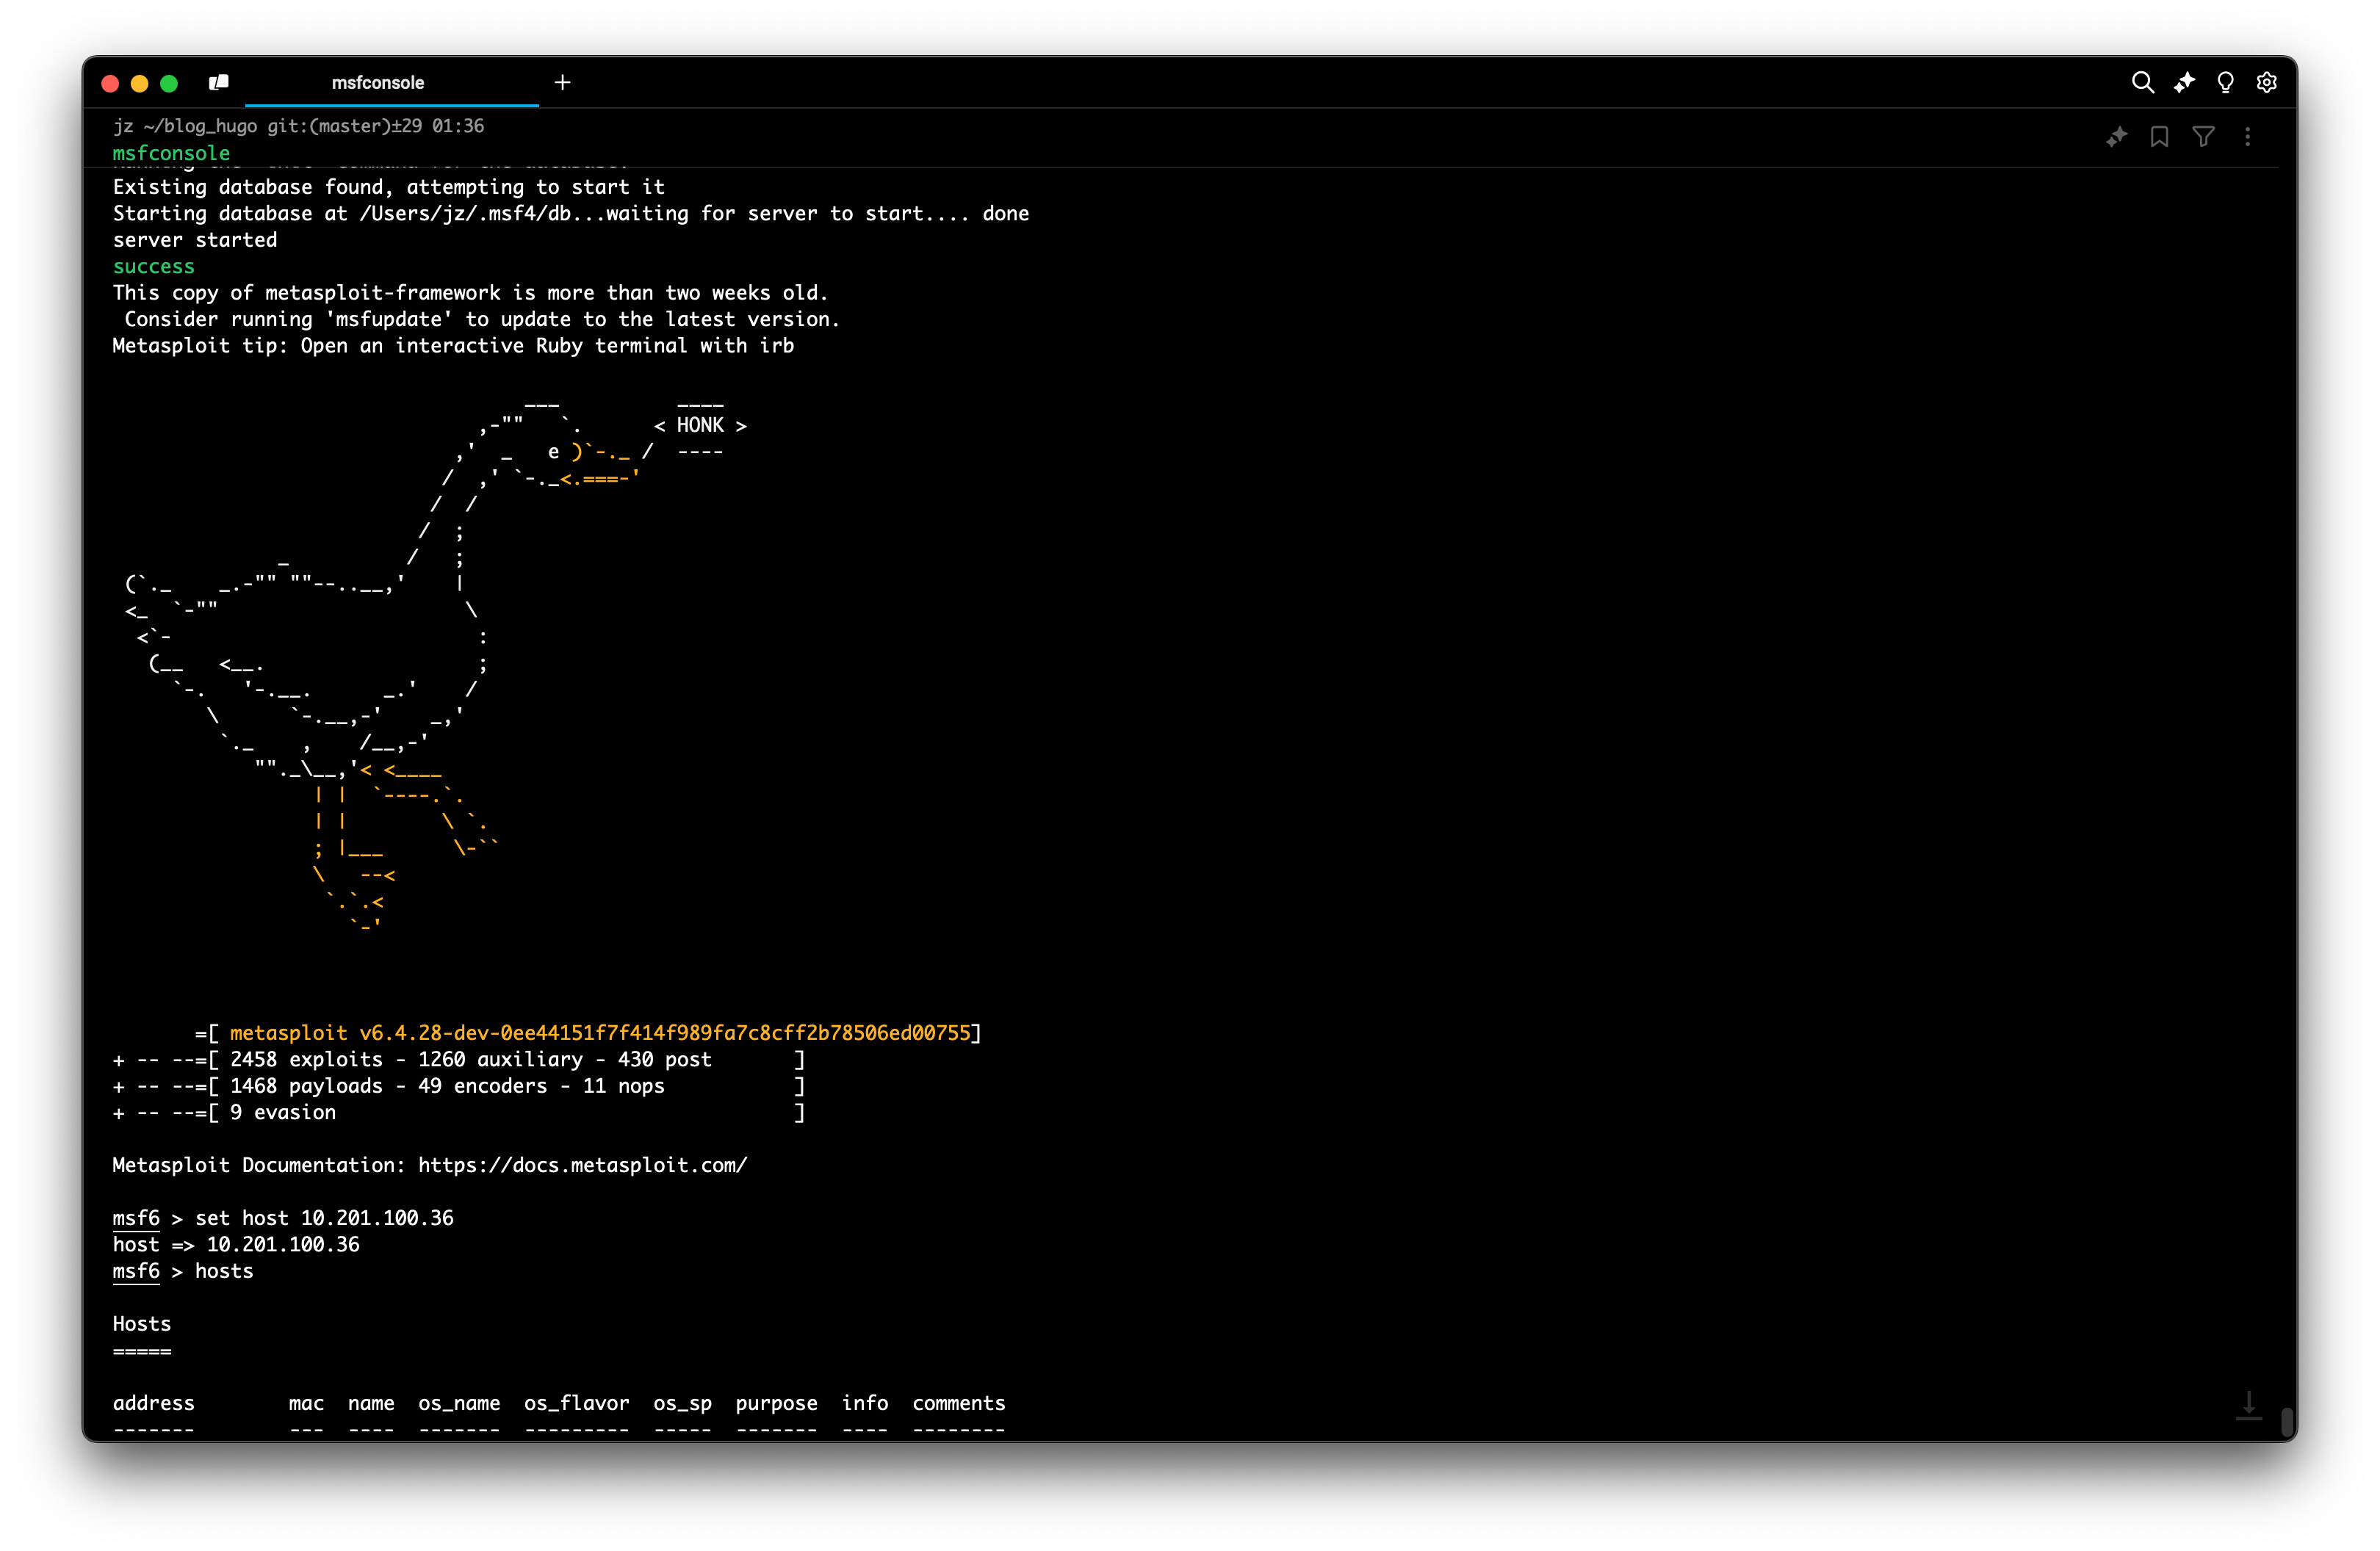 msfconsole
jz ~/blog_hugo git:(master)±29 01:36
msfconsole
Existing database found, attempting to start it
Starting database at /Users/jz/.msf4/db...waiting for server to start.... done
server started
success
This copy of metasploit-framework is more than two weeks old.
 Consider running 'msfupdate' to update to the latest version.
Metasploit tip: Open an interactive Ruby terminal with irb
< HONK >
       =[ metasploit v6.4.28-dev-0ee44151f7f414f989fa7c8cff2b78506ed00755]
+ -- --=[ 2458 exploits - 1260 auxiliary - 430 post       ]
+ -- --=[ 1468 payloads - 49 encoders - 11 nops           ]
+ -- --=[ 9 evasion                                       ]
Metasploit Documentation: https://docs.metasploit.com/
msf6 > set host 10.201.100.36
host => 10.201.100.36
msf6 > hosts
Hosts
=====
address        mac  name  os_name  os_flavor  os_sp  purpose  info  comments
-------        ---  ----  -------  ---------  -----  -------  ----  --------